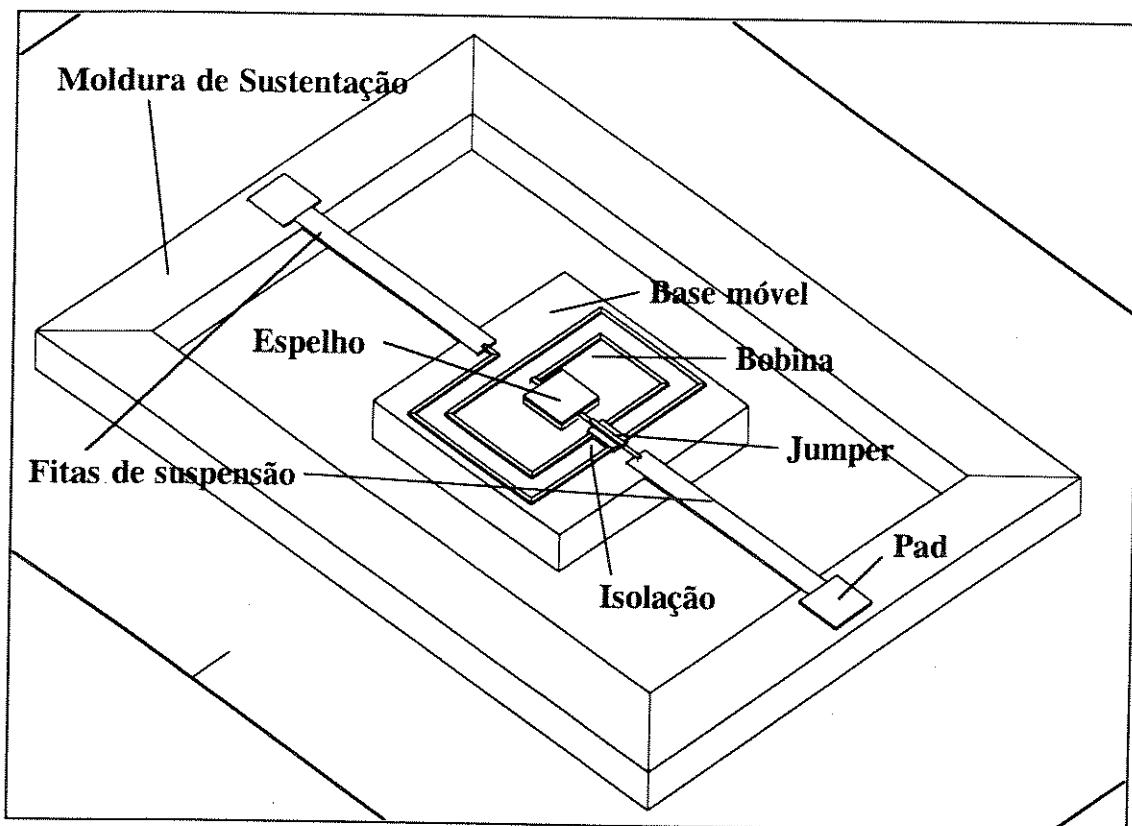 Moldura de Sustentação
Base móvel
Espelho
Bobina
Jumper
Fitas de suspensão
Pad
Isolação